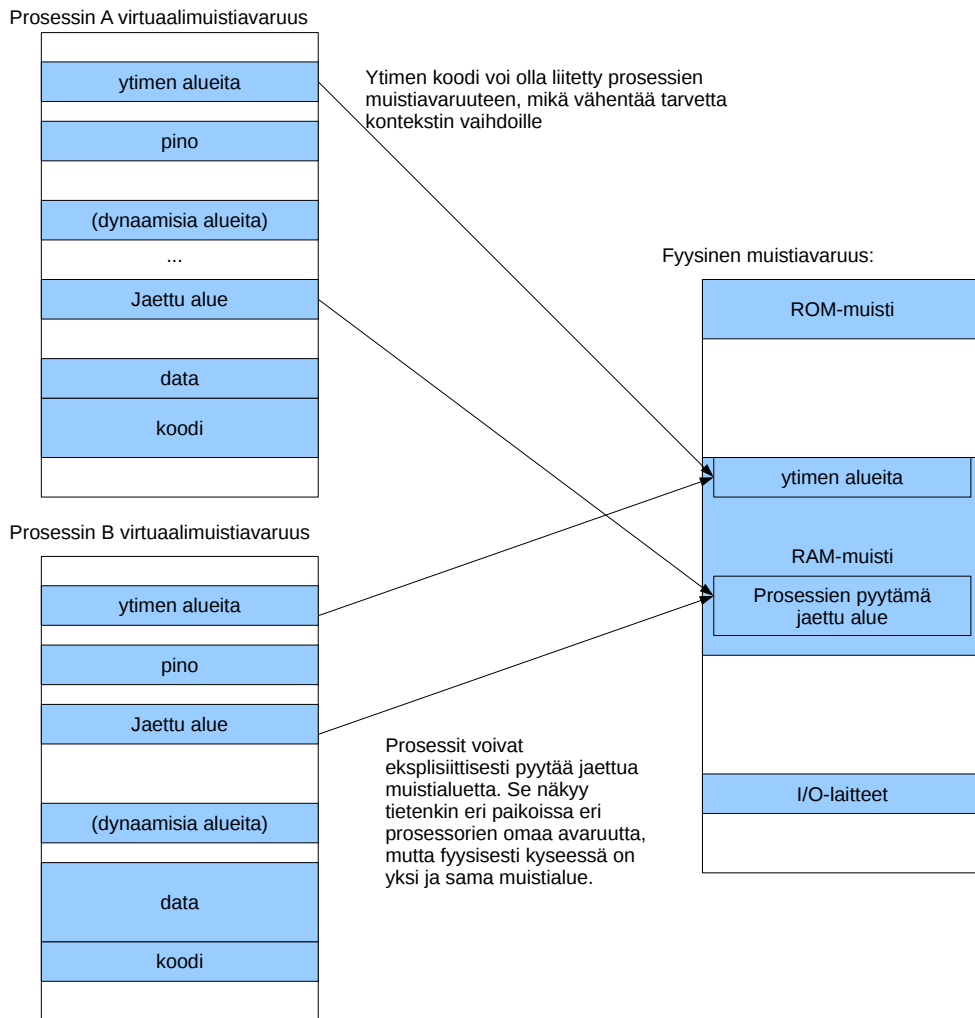 Prosessin A virtuaalimuistiavaruus
ytimen alueita
pino
(dynaamisia alueita)
...
Jaettu alue
data
koodi
Ytimen koodi voi olla liitetty prosessien
muistiavaruuteen, mikä vähentää tarvetta
kontekstin vaihdoille
Fyysinen muistiavaruus:
ROM-muisti
ytimen alueita
RAM-muisti
Prosessien pyytämä
jaettu alue
I/O-laitteet
Prosessin B virtuaalimuistiavaruus
ytimen alueita
pino
Jaettu alue
(dynaamisia alueita)
data
koodi
Prosessit voivat
eksplisiittisesti pyytää jaettua
muistialuetta. Se näkyy
tietenkin eri paikoissa eri
prosessorien omaa avaruutta,
mutta fyysisesti kyseessä on
yksi ja sama muistialue.